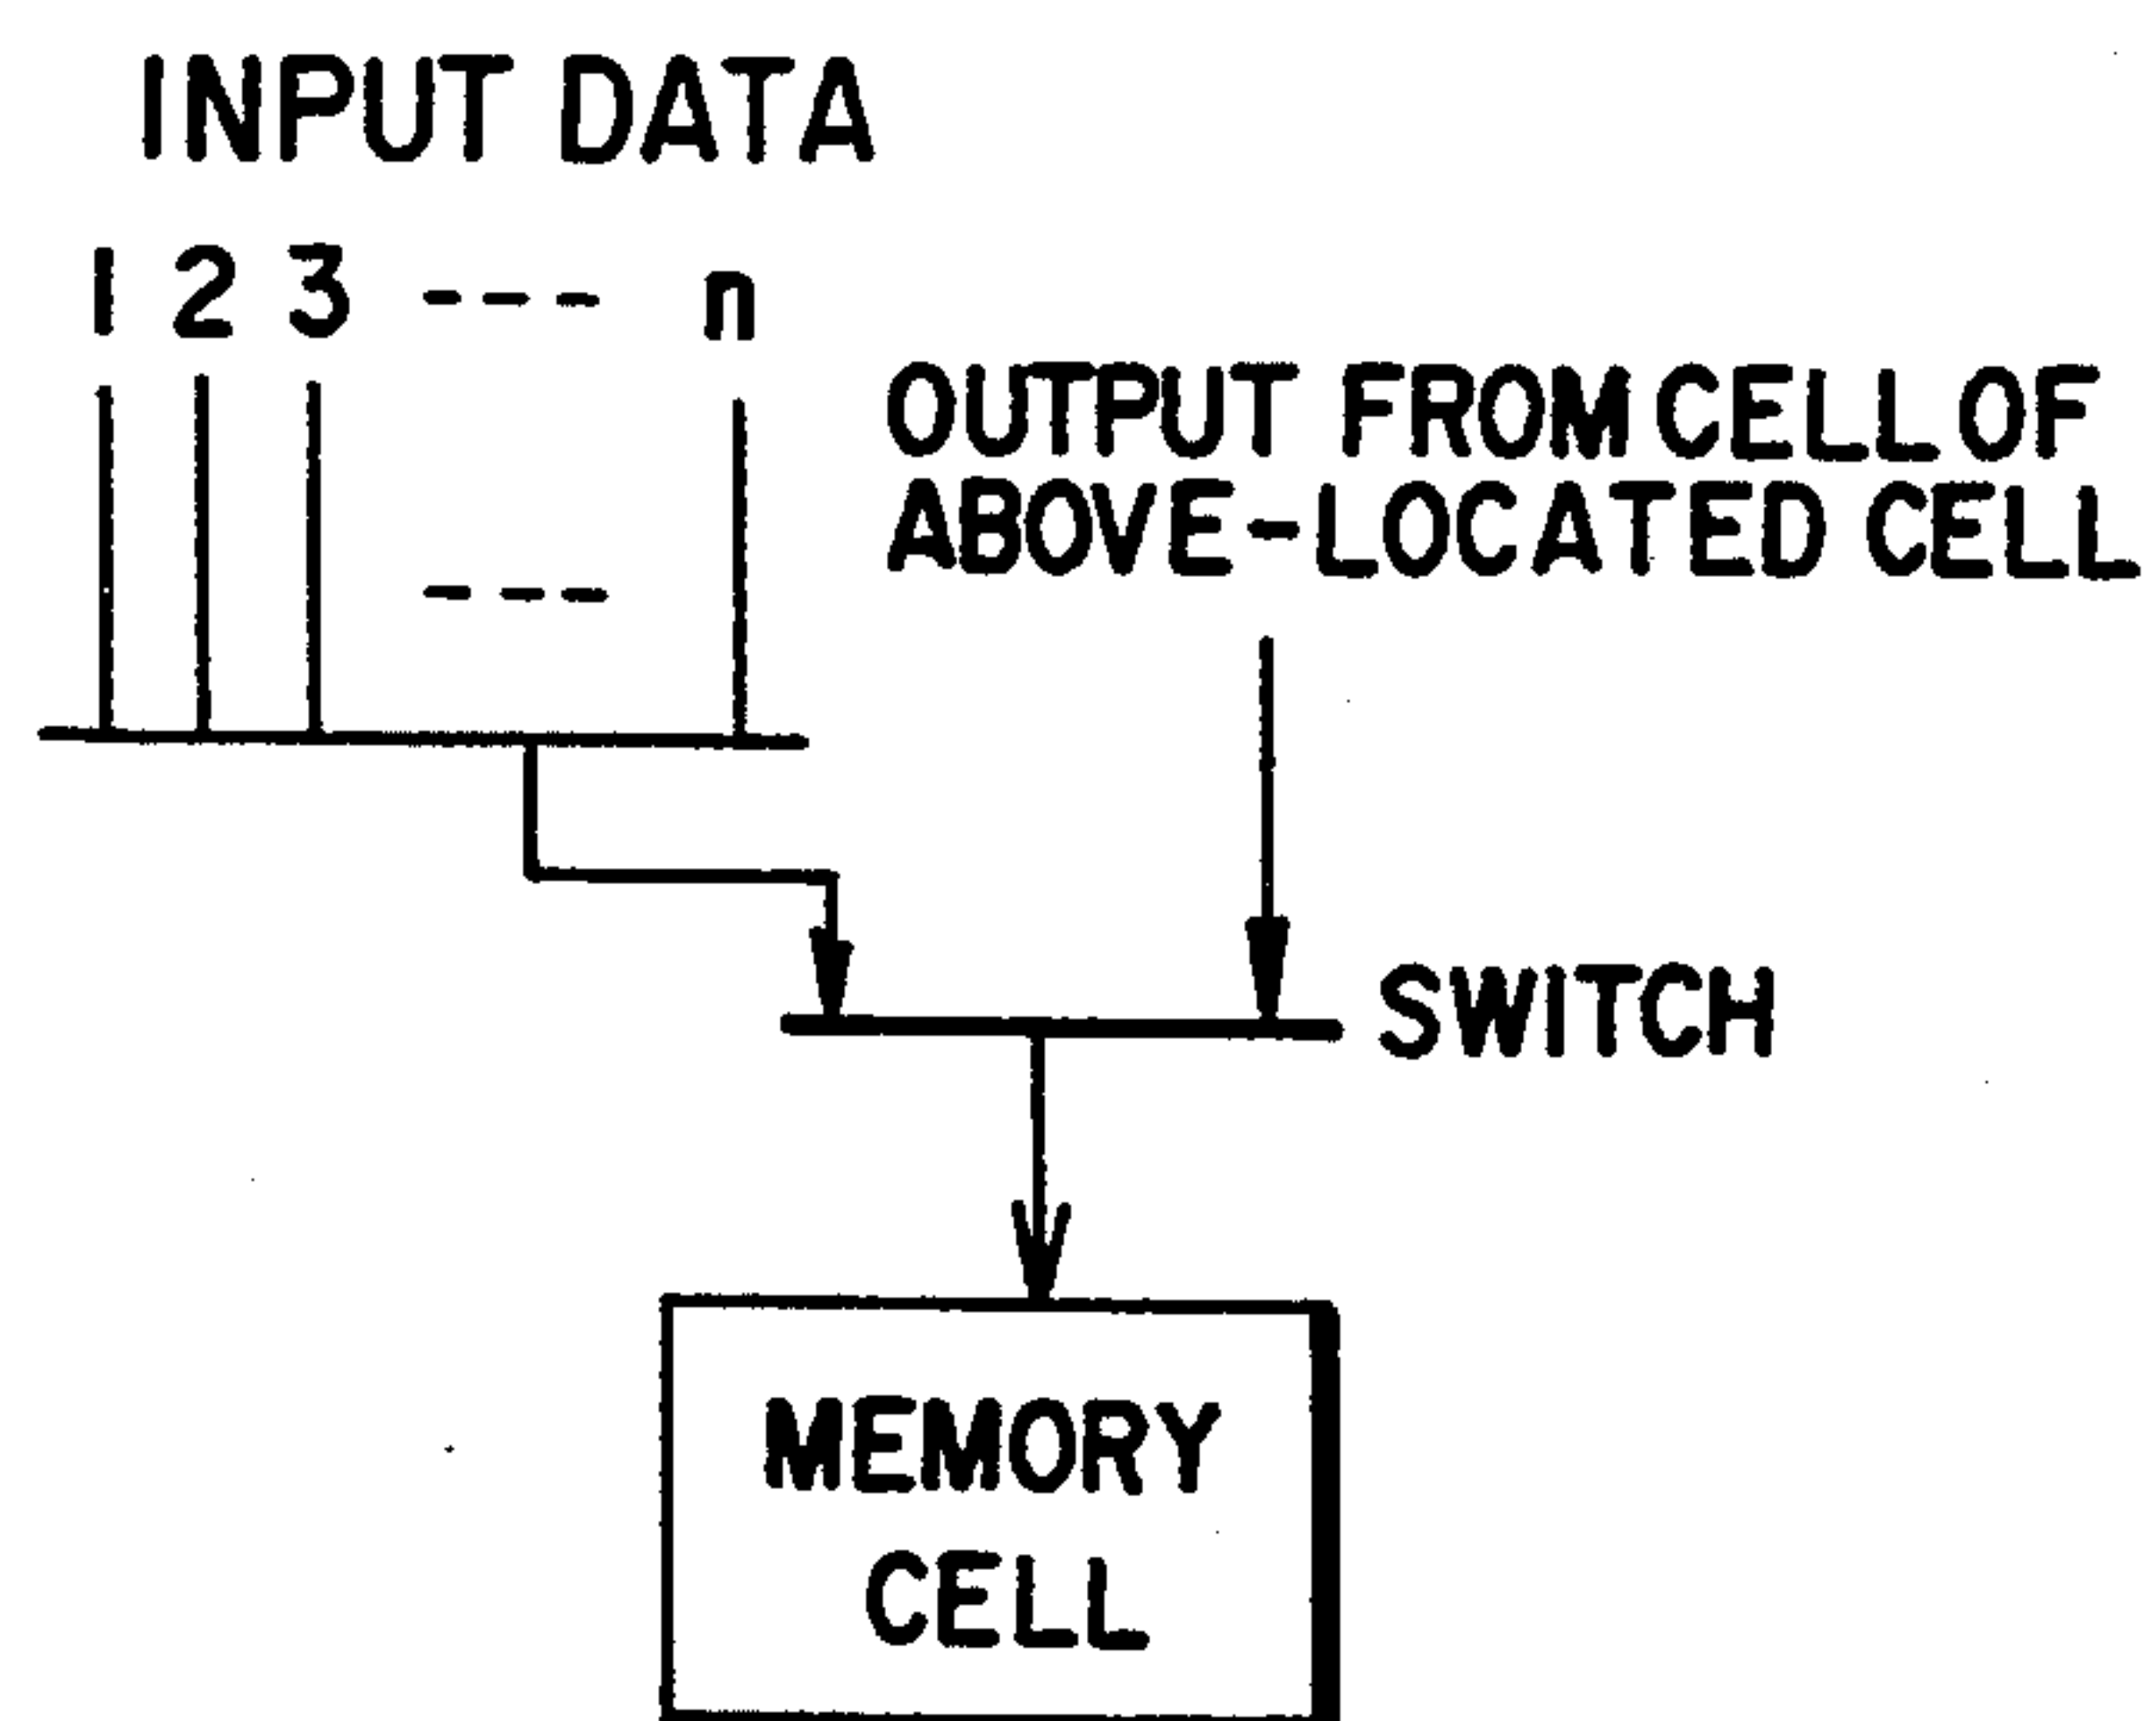 INPUT DATA
1 2 3 --- n
OUTPUT FROM CELL OF
ABOVE-LOCATED CELL
---
SWITCH
MEMORY
CELL